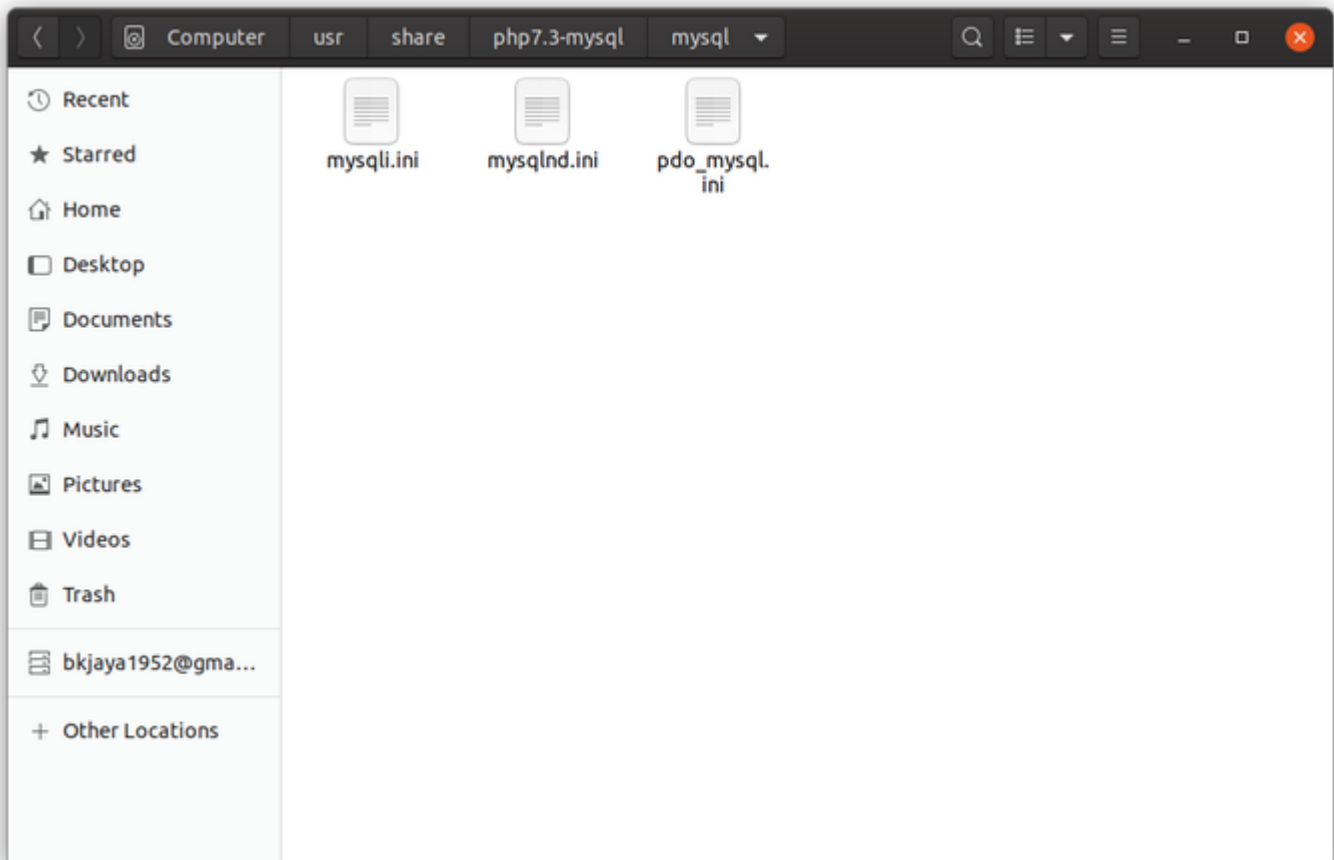 Computer usr share php7.3-mysql mysql
Recent
Starred
Home
Desktop
Documents
Downloads
Music
Pictures
Videos
Trash
bkjaya1952@gma...
Other Locations
mysqli.ini mysqlnd.ini pdo_mysql.
ini